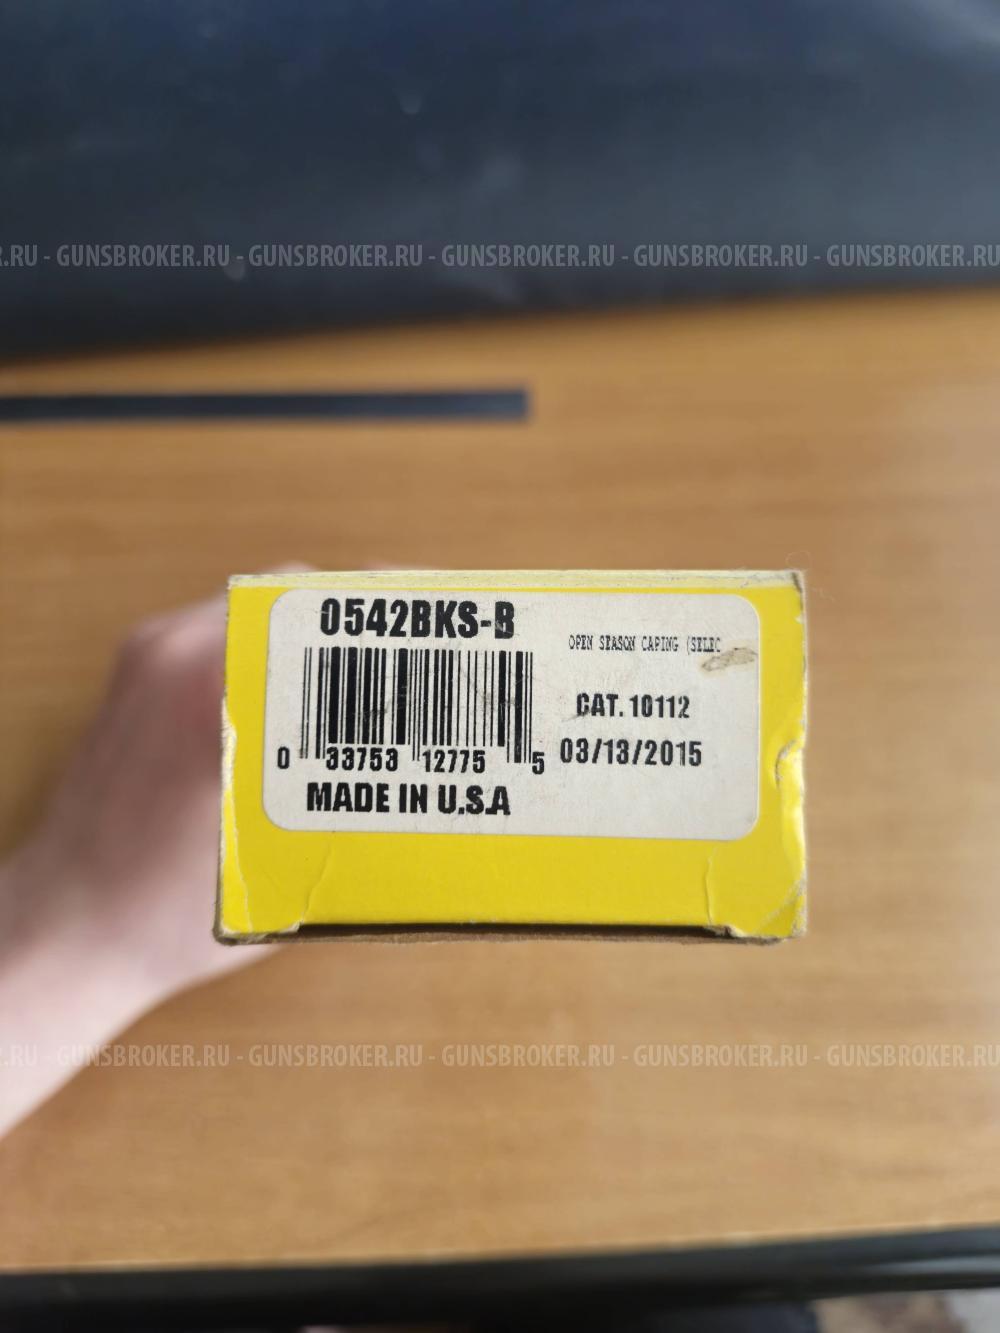 .RU - GUNSBROKER.RU - GUNSBROKER.RU - GUNSBROKER.RU - GUNSBROKER.RU - GUNSBROKER.RU
0542BKS-B
OPEN SEASON CAPING (SELEC
CAT. 10112
0 33753 12775 5
03/13/2015
MADE IN U.S.A
.RU - GUNSBROKER.RU - GUNSBROKER.RU - GUNSBROKER.RU - GUNSBROKER.RU - GUNSBROKER.RU